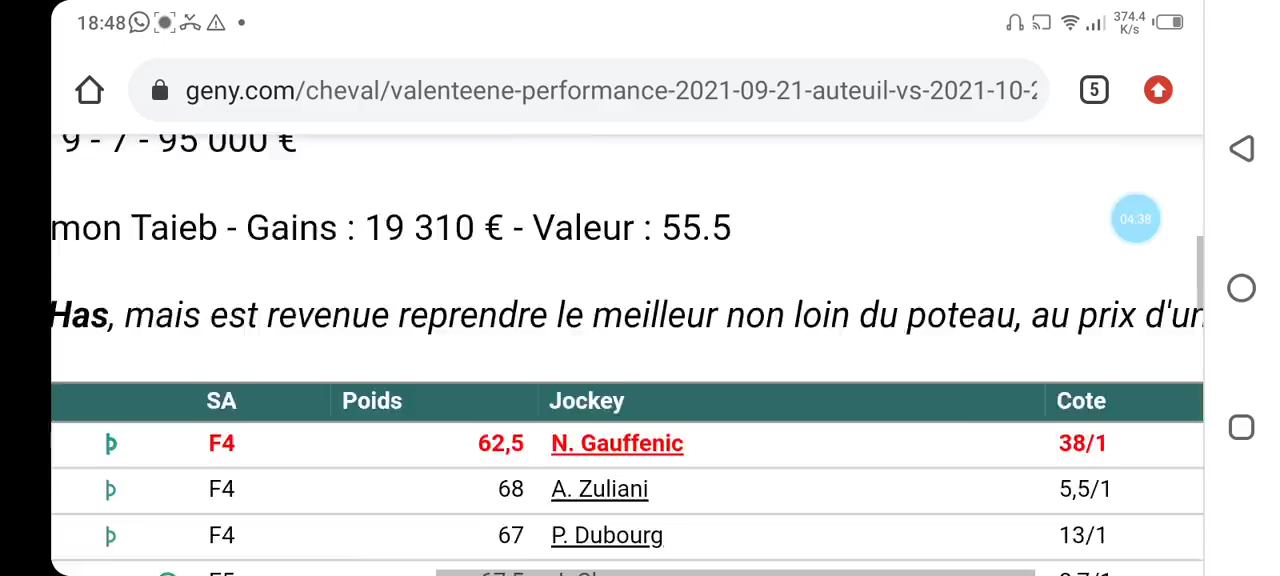 18:48
374.4
K/s
geny.com/cheval/valenteene-performance-2021-09-21-auteuil-vs-2021-10-2
5
9 - 7 - 95 000 €
mon Taieb - Gains : 19 310 € - Valeur : 55.5
04:38
Has, mais est revenue reprendre le meilleur non loin du poteau, au prix d'un
SA Poids Jockey Cote
F4 62,5 N. Gauffenic 38/1
F4 68 A. Zuliani 5,5/1
F4 67 P. Dubourg 13/1